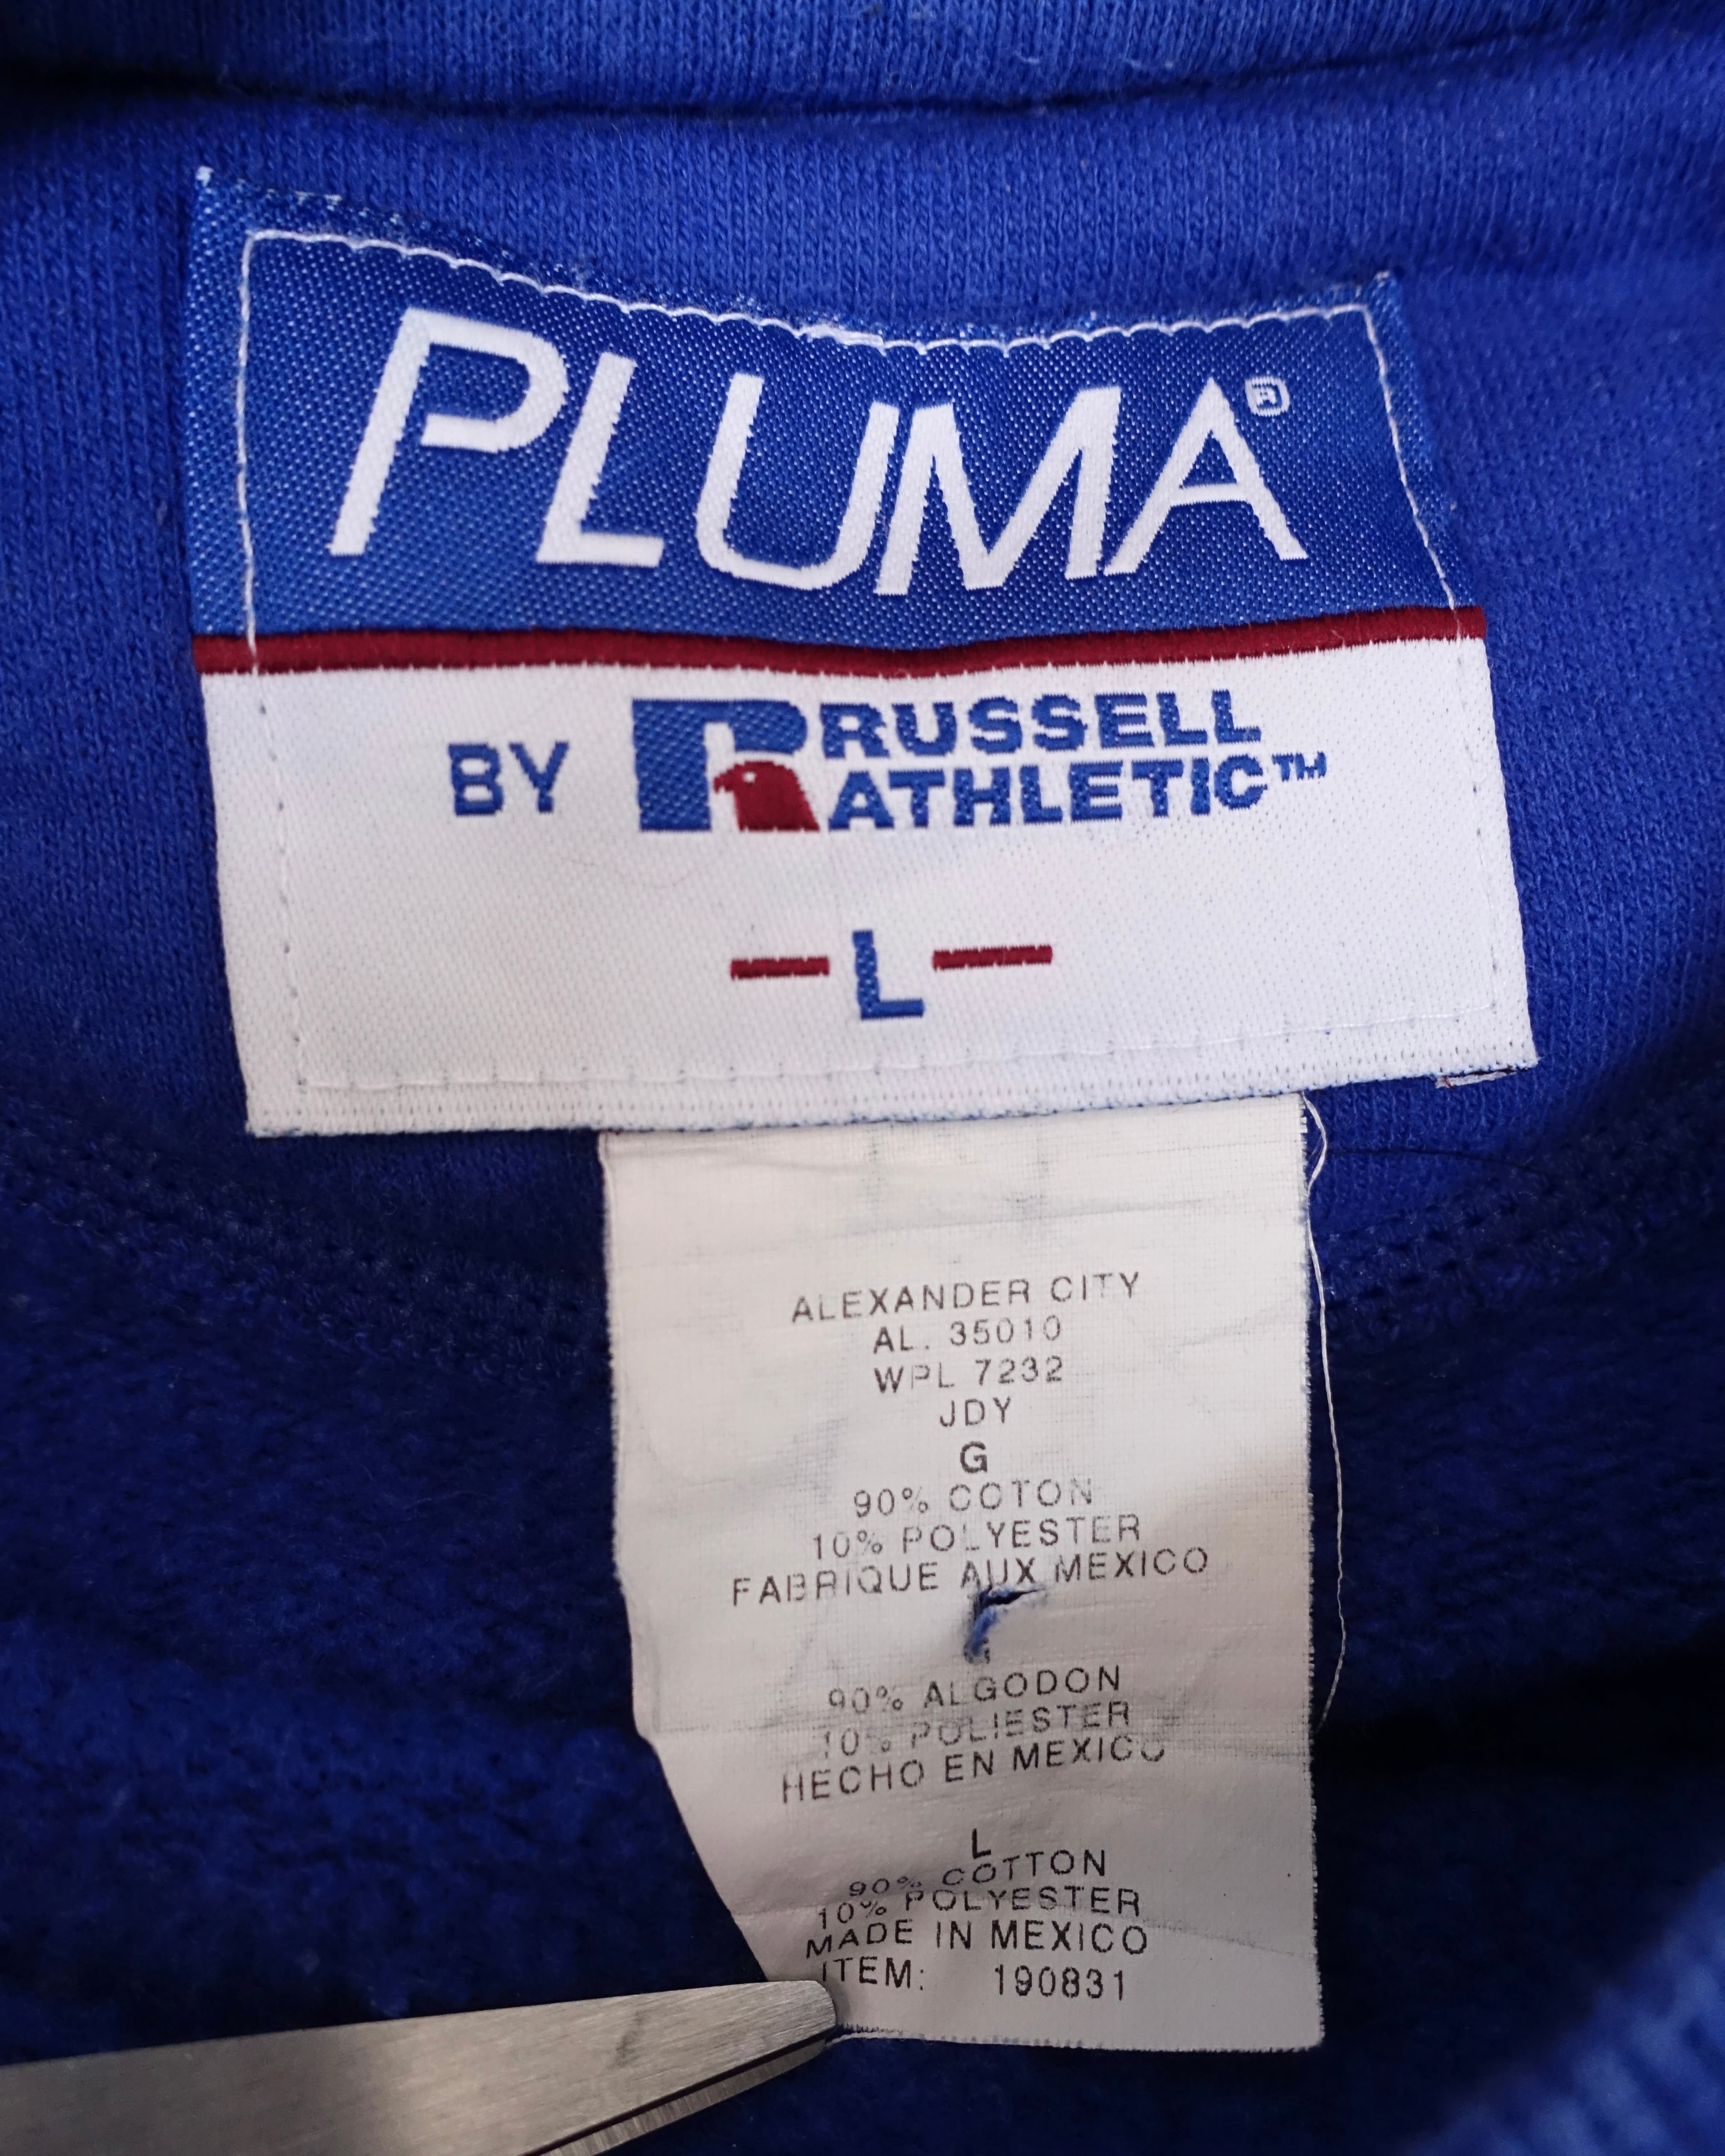 PLUMA®
BY RUSSELL
ATHLETIC™
—L—
ALEXANDER CITY
AL. 35010
WPL 7232
JDY
G
90% COTON
10% POLYESTER
FABRIQUE AUX MEXICO
90% ALGODON
10% POLIESTER
HECHO EN MEXICO
L
90% COTTON
10% POLYESTER
MADE IN MEXICO
ITEM: 190831